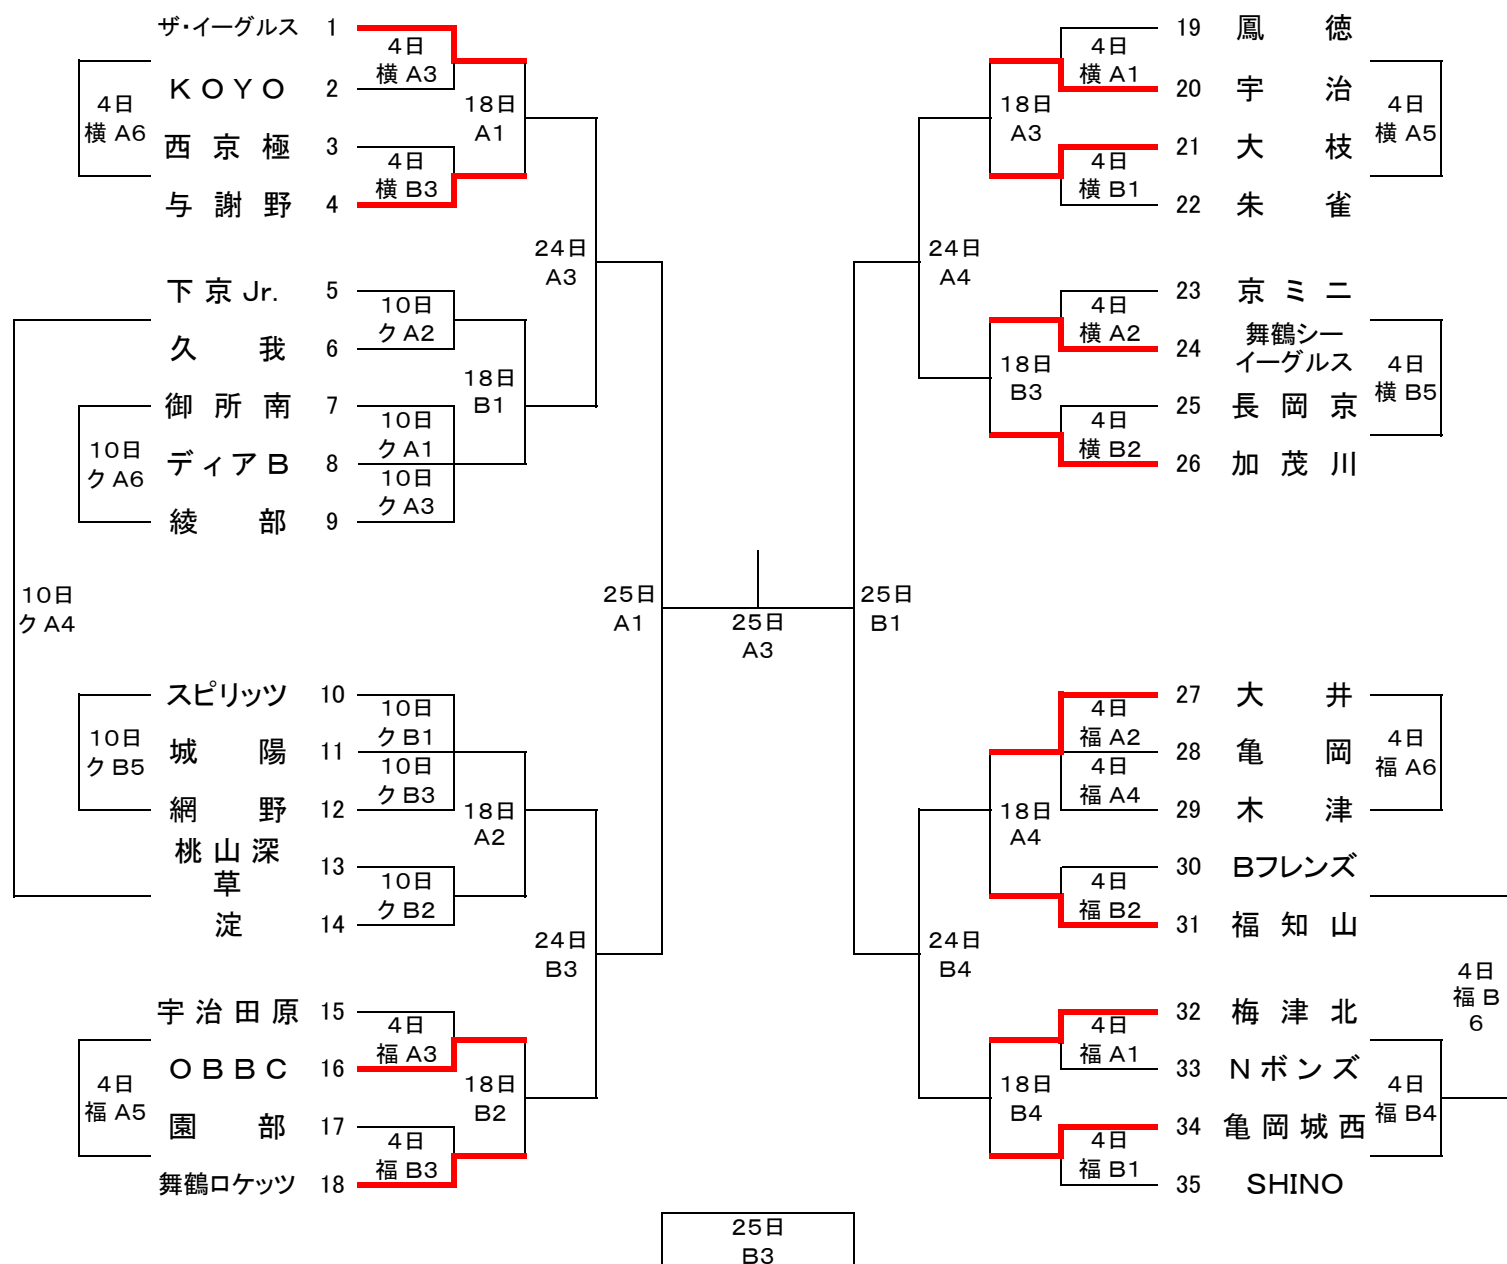 ザ・イーグルス 1
4日
横 A3
KOYO 2
4日
横 A6
18日
A1
西京極 3
4日
横 B3
与謝野 4
24日
A3
下京Jr. 5
10日
ク A2
久我 6
18日
B1
御所南 7
10日
ク A1
10日
ク A6
ディアB 8
10日
ク A3
綾部 9
10日
ク A4
25日
A1
スピリッツ 10
10日
ク B1
10日
ク B5
城陽 11
10日
ク B3
網野 12
18日
A2
桃山深
草
13
10日
ク B2
淀 14
24日
B3
宇治田原 15
4日
福 A3
OBBC 16
4日
福 A5
18日
B2
園部 17
4日
福 B3
舞鶴ロケッツ 18
25日
A3
25日
B3
19 鳳徳
4日
横 A1
20 宇治
18日
A3
4日
横 A5
21 大枝
4日
横 B1
22 朱雀
24日
A4
23 京ミニ
4日
横 A2
24
舞鶴シー
イーグルス
18日
B3
4日
横 B5
25 長岡京
4日
横 B2
26 加茂川
25日
B1
27 大井
4日
福 A2
28 亀岡
4日
福 A6
4日
福 A4
29 木津
18日
A4
30 Bフレンズ
4日
福 B2
31 福知山
24日
B4
4日
福 B
6
32 梅津北
4日
福 A1
33 Nボンズ
18日
B4
4日
福 B4
34 亀岡城西
4日
福 B1
35 SHINO